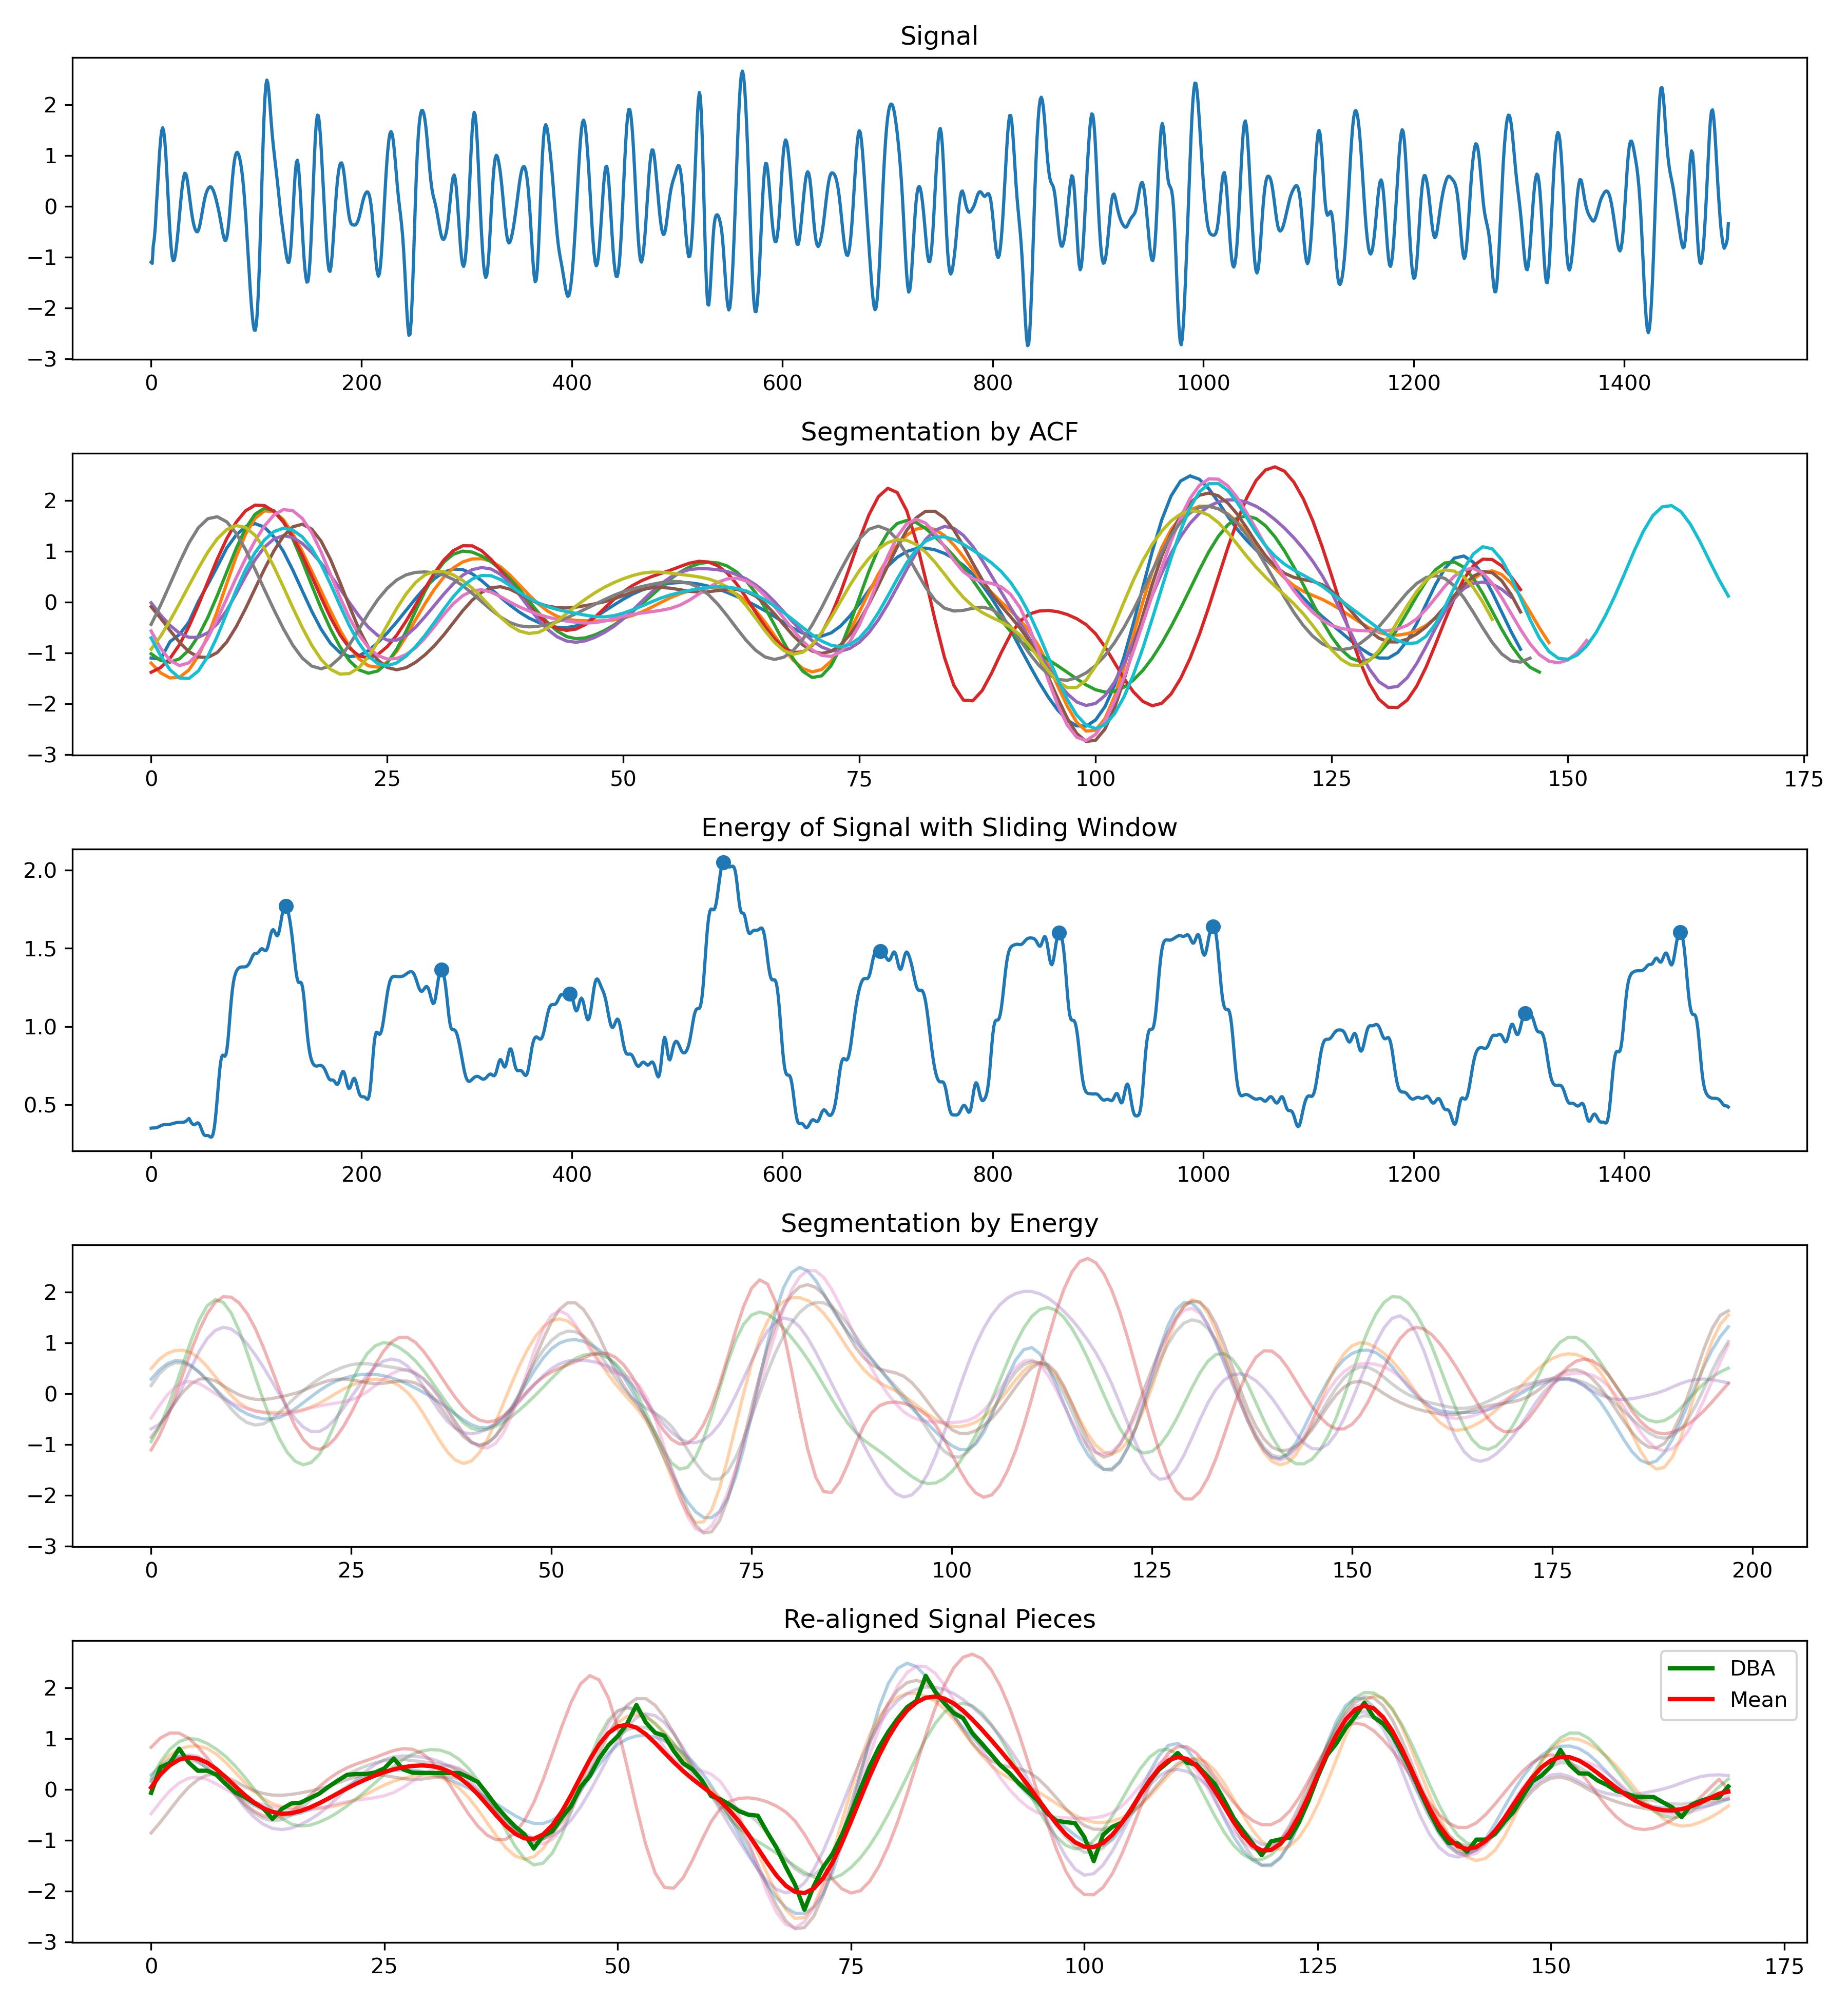 Signal
2
1
0
−1
−2
−3
0 200 400 600 800 1000 1200 1400
Segmentation by ACF
2
1
0
−1
−2
−3
0 25 50 75 100 125 150 175
Energy of Signal with Sliding Window
2.0
1.5
1.0
0.5
0 200 400 600 800 1000 1200 1400
Segmentation by Energy
2
1
0
−1
−2
−3
0 25 50 75 100 125 150 175 200
Re-aligned Signal Pieces
DBA
Mean
2
1
0
−1
−2
−3
0 25 50 75 100 125 150 175